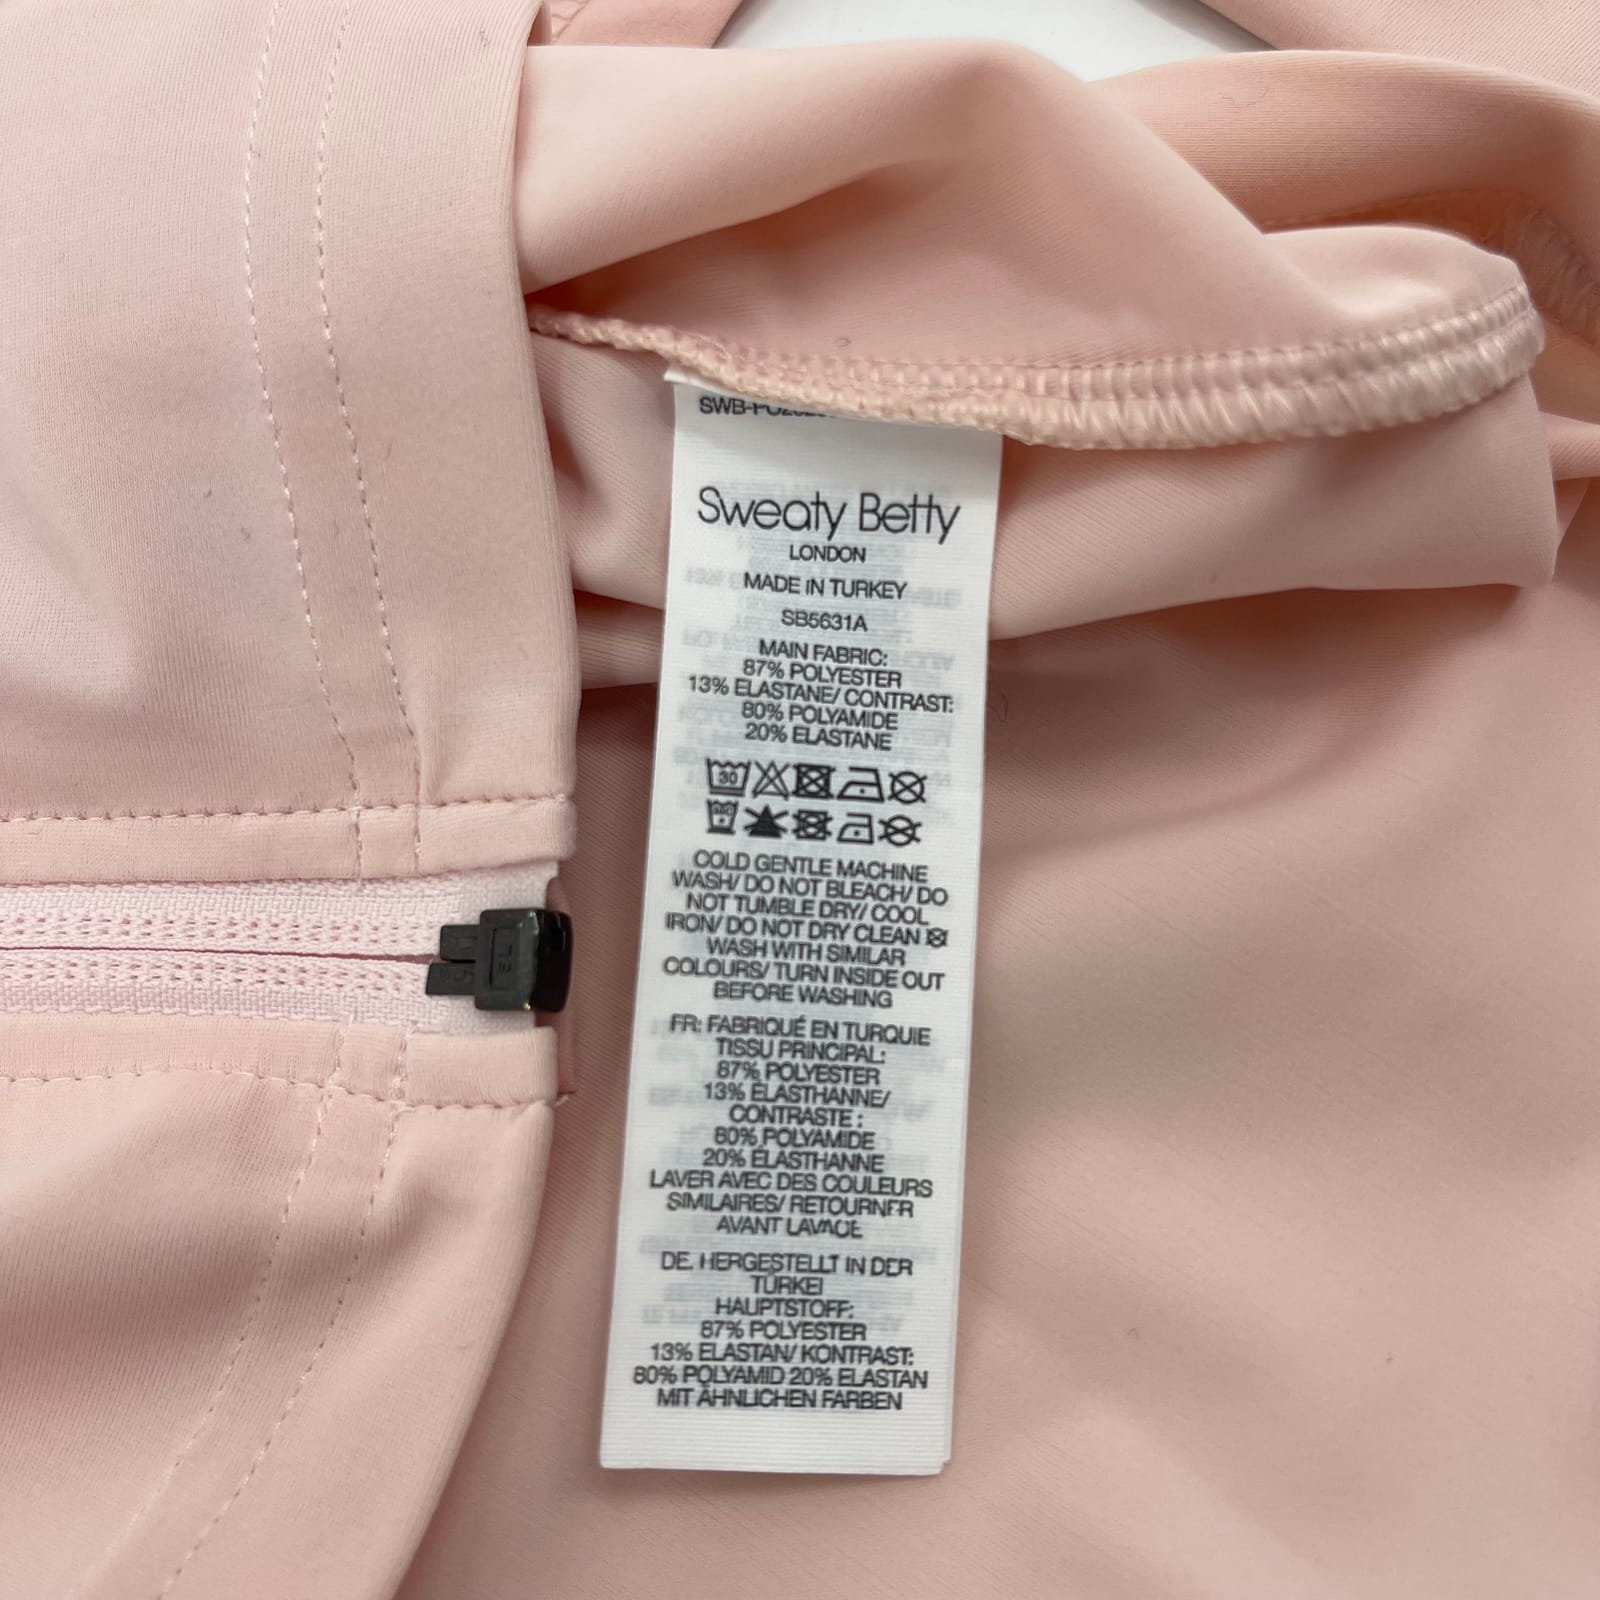 Sweaty Betty
LONDON
MADE IN TURKEY
SB5631A
MAIN FABRIC:
87% POLYESTER
13% ELASTANE/ CONTRAST:
80% POLYAMIDE
20% ELASTANE
30
COLD GENTLE MACHINE
WASH/ DO NOT BLEACH/ DO
NOT TUMBLE DRY/ COOL
IRON/ DO NOT DRY CLEAN
WASH WITH SIMILAR
COLOURS/ TURN INSIDE OUT
BEFORE WASHING
FR: FABRIQUÉ EN TURQUIE
TISSU PRINCIPAL:
87% POLYESTER
13% ÉLASTHANNE/
CONTRASTE :
80% POLYAMIDE
20% ÉLASTHANNE
LAVER AVEC DES COULEURS
SIMILAIRES/ RETOURNER
AVANT LAVAGE
DE. HERGESTELLT IN DER
TÜRKEI
HAUPTSTOFF:
87% POLYESTER
13% ELASTAN/ KONTRAST:
80% POLYAMID 20% ELASTAN
MIT ÄHNLICHEN FARBEN